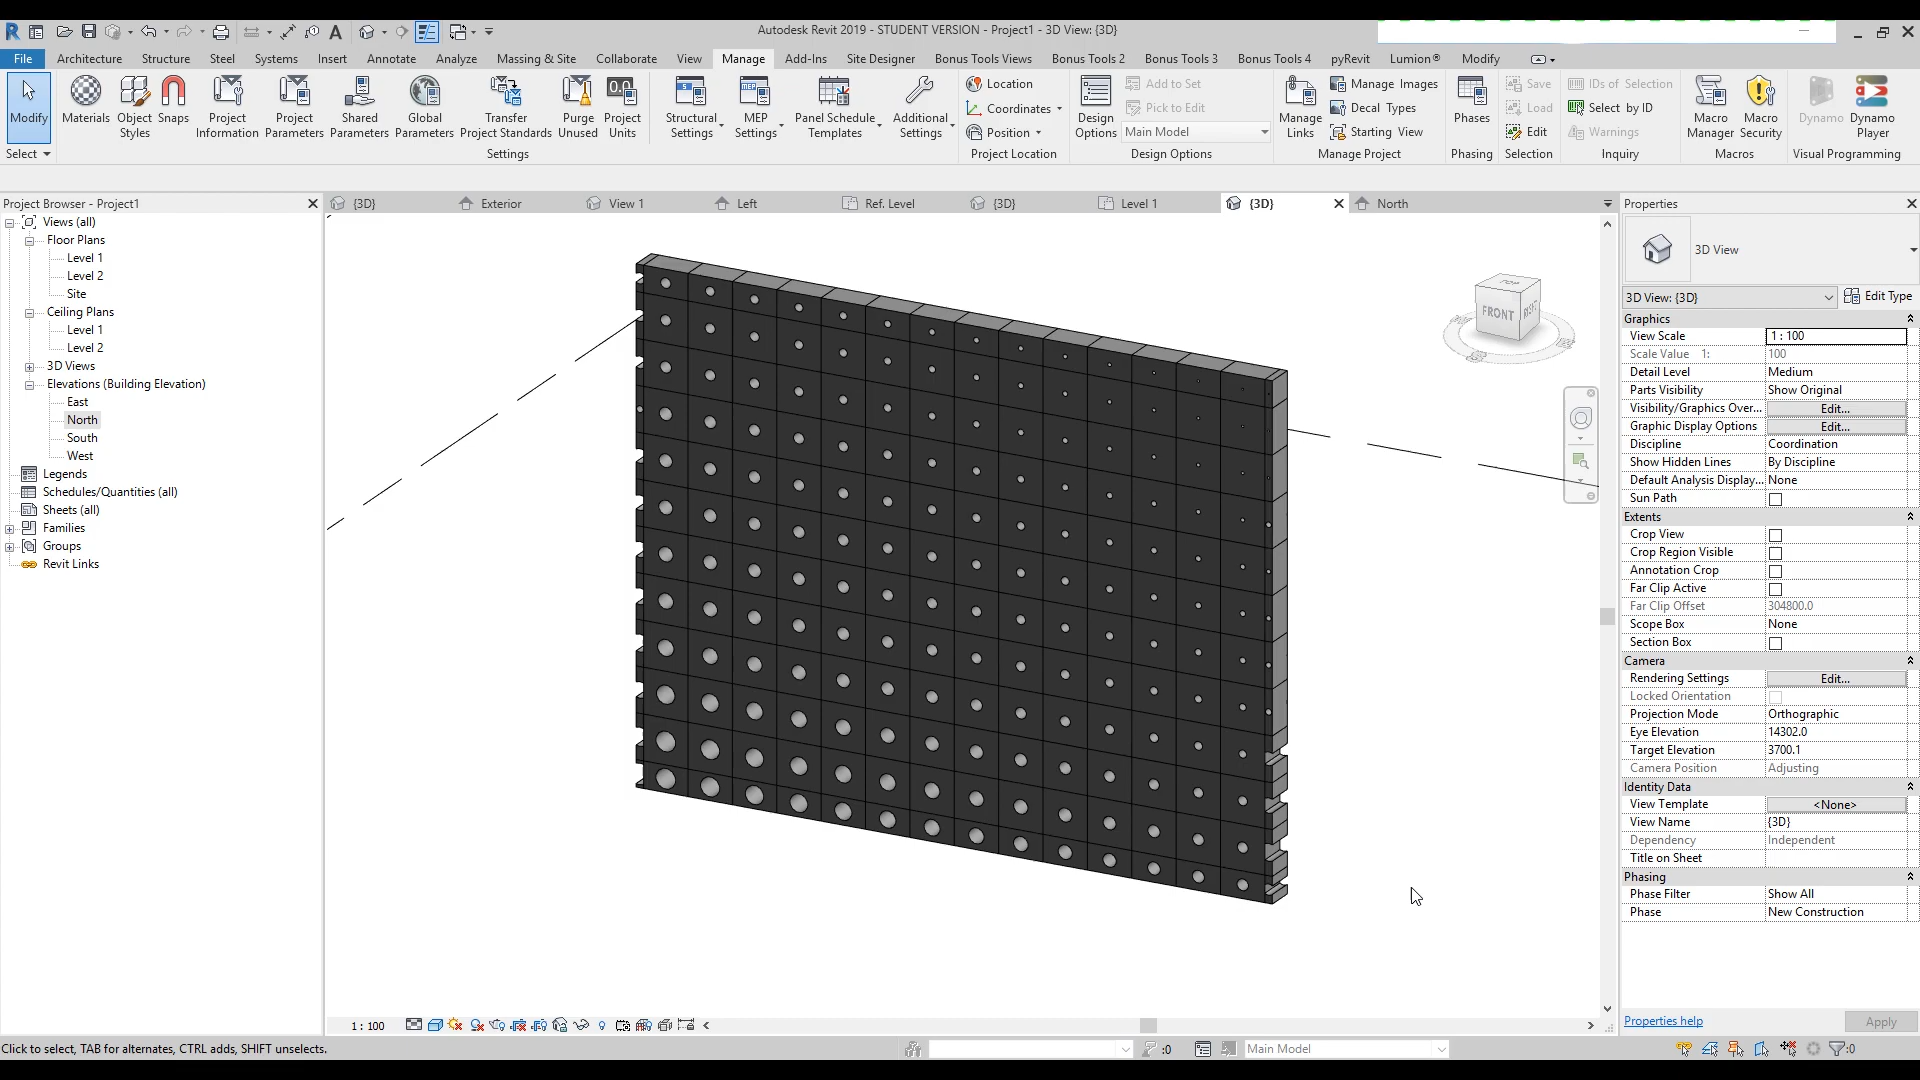 Autodesk Revit 2019 - STUDENT VERSION - Project1 - 3D View: {3D}
File Architecture Structure Steel Systems Insert Annotate Analyze Massing & Site Collaborate View Manage Add-Ins Site Designer Bonus Tools Views Bonus Tools 2 Bonus Tools 3 Bonus Tools 4 pyRevit Lumion® Modify
Modify
Select
Materials
Object Styles
Snaps
Project Information
Project Parameters
Shared Parameters
Global Parameters
Transfer Project Standards
Purge Unused
Project Units
Structural Settings
MEP Settings
Panel Schedule Templates
Additional Settings
Settings
Location
Coordinates
Position
Project Location
Design Options
Add to Set
Pick to Edit
Main Model
Design Options
Manage Links
Manage Images
Decal Types
Starting View
Manage Project
Phases
Phasing
Save
Load
Edit
Selection
IDs of Selection
Select by ID
Warnings
Inquiry
Macro Manager
Macro Security
Macros
Dynamo
Dynamo Player
Visual Programming
Project Browser - Project1
Views (all)
Floor Plans
Level 1
Level 2
Site
Ceiling Plans
Level 1
Level 2
3D Views
Elevations (Building Elevation)
East
North
South
West
Legends
Schedules/Quantities (all)
Sheets (all)
Families
Groups
Revit Links
{3D} Exterior View 1 Left Ref. Level {3D} Level 1 {3D} North
TOP
FRONT
RIGHT
Properties
3D View
3D View: {3D} Edit Type
Graphics
View Scale 1 : 100
Scale Value 1: 100
Detail Level Medium
Parts Visibility Show Original
Visibility/Graphics Over... Edit...
Graphic Display Options Edit...
Discipline Coordination
Show Hidden Lines By Discipline
Default Analysis Display... None
Sun Path
Extents
Crop View
Crop Region Visible
Annotation Crop
Far Clip Active
Far Clip Offset 304800.0
Scope Box None
Section Box
Camera
Rendering Settings Edit...
Locked Orientation
Projection Mode Orthographic
Eye Elevation 14302.0
Target Elevation 3700.1
Camera Position Adjusting
Identity Data
View Template <None>
View Name {3D}
Dependency Independent
Title on Sheet
Phasing
Phase Filter Show All
Phase New Construction
Properties help Apply
1 : 100
Click to select, TAB for alternates, CTRL adds, SHIFT unselects.
:0
Main Model
:0